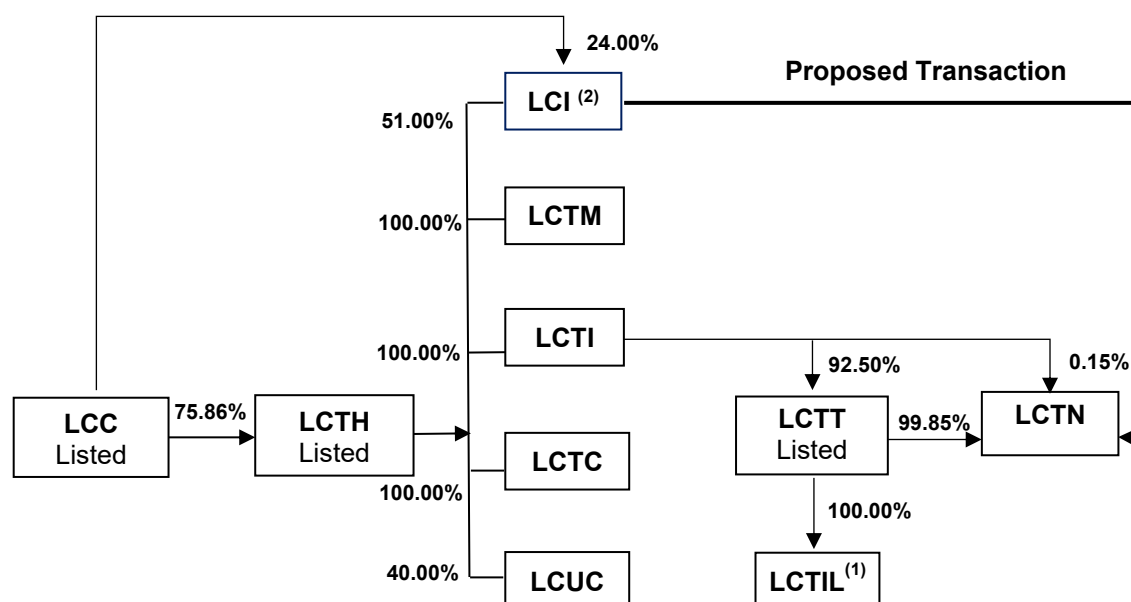 24.00%
Proposed Transaction
LCI (2)
51.00%
LCTM
100.00%
LCTI
100.00%
92.50%
0.15%
LCC
Listed
75.86%
LCTH
Listed
LCTT
Listed
99.85%
LCTN
LCTC
100.00%
100.00%
40.00%
LCUC
LCTIL(1)